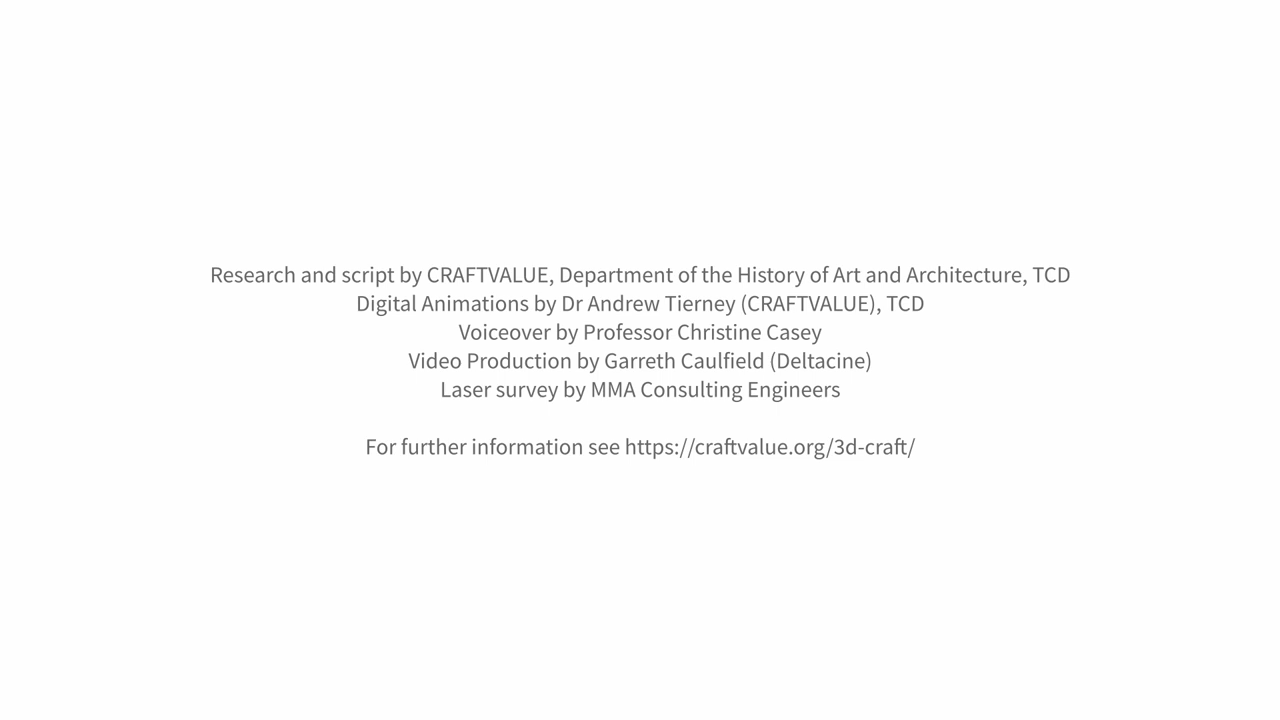 Research and script by CRAFTVALUE, Department of the History of Art and Architecture, TCD
Digital Animations by Dr Andrew Tierney (CRAFTVALUE), TCD
Voiceover by Professor Christine Casey
Video Production by Garreth Caulfield (Deltacine)
Laser survey by MMA Consulting Engineers
For further information see https://craftvalue.org/3d-craft/